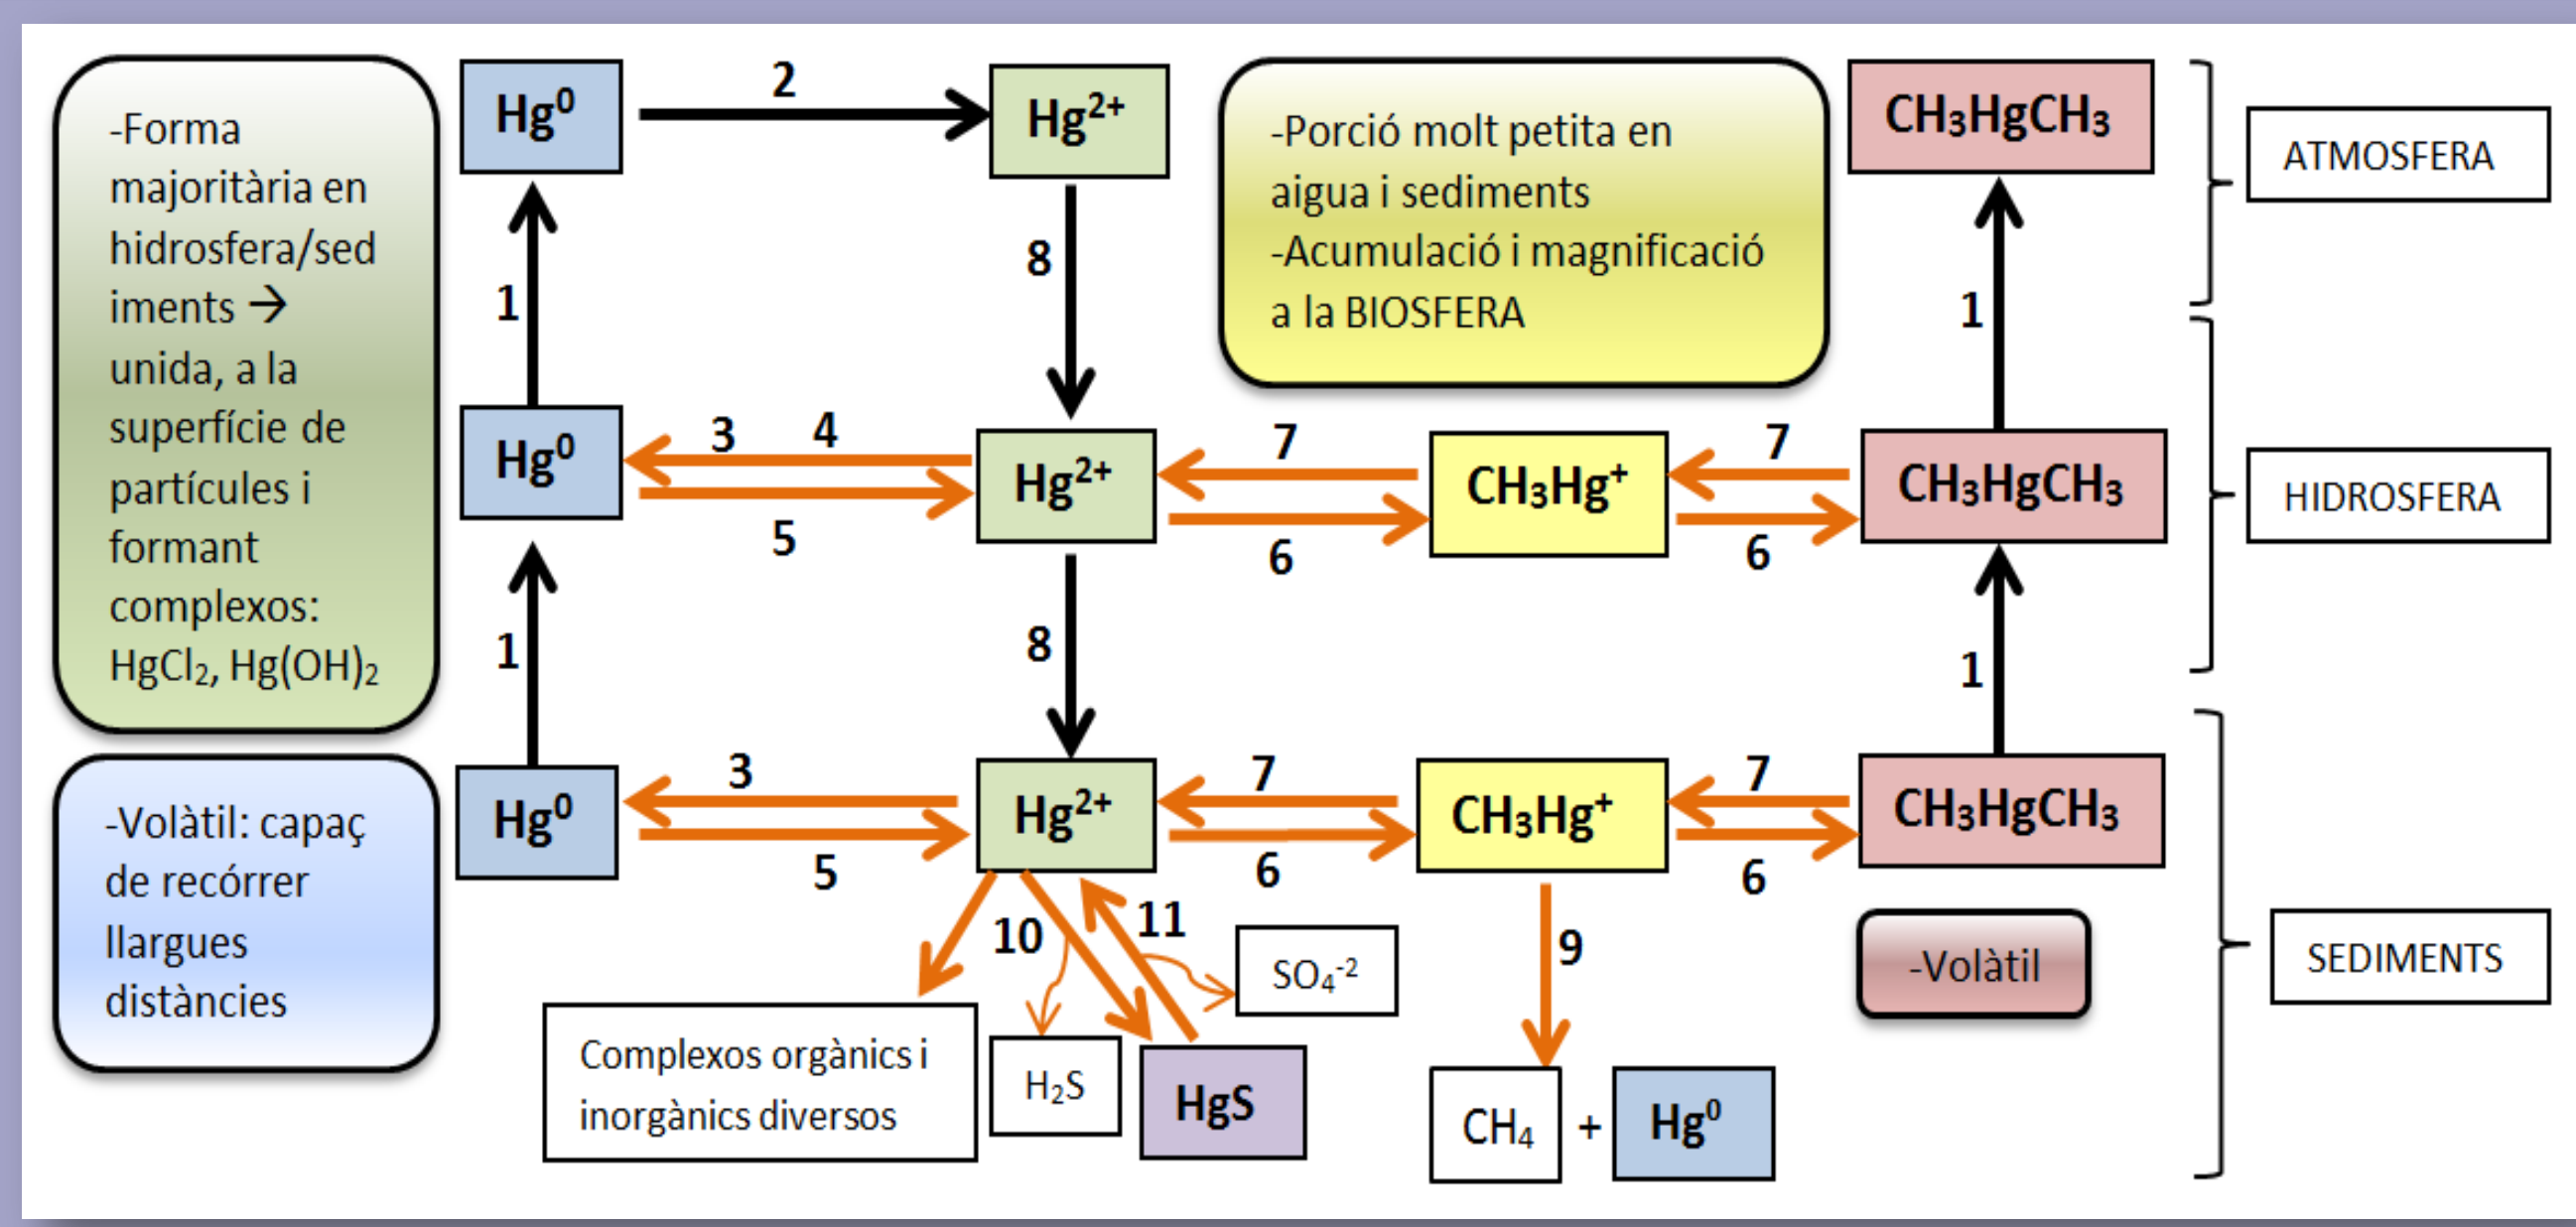 -Forma
majoritària en
hidrosfera/sed
iments →
unida, a la
superfície de
partícules i
formant
complexos:
HgCl₂, Hg(OH)₂
-Volàtil: capaç
de recórrer
llargues
distàncies
Hg⁰
2
Hg²⁺
-Porció molt petita en
aigua i sediments
-Acumulació i magnificació
a la BIOSFERA
CH₃HgCH₃
ATMOSFERA
1
8
1
Hg⁰
3 4
5
Hg²⁺
7
6
CH₃Hg⁺
7
6
CH₃HgCH₃
HIDROSFERA
1
8
1
Hg⁰
3
5
Hg²⁺
7
6
CH₃Hg⁺
7
6
CH₃HgCH₃
SEDIMENTS
10
11
SO₄⁻²
9
-Volàtil
Complexos orgànics i
inorgànics diversos
H₂S
HgS
CH₄ + Hg⁰